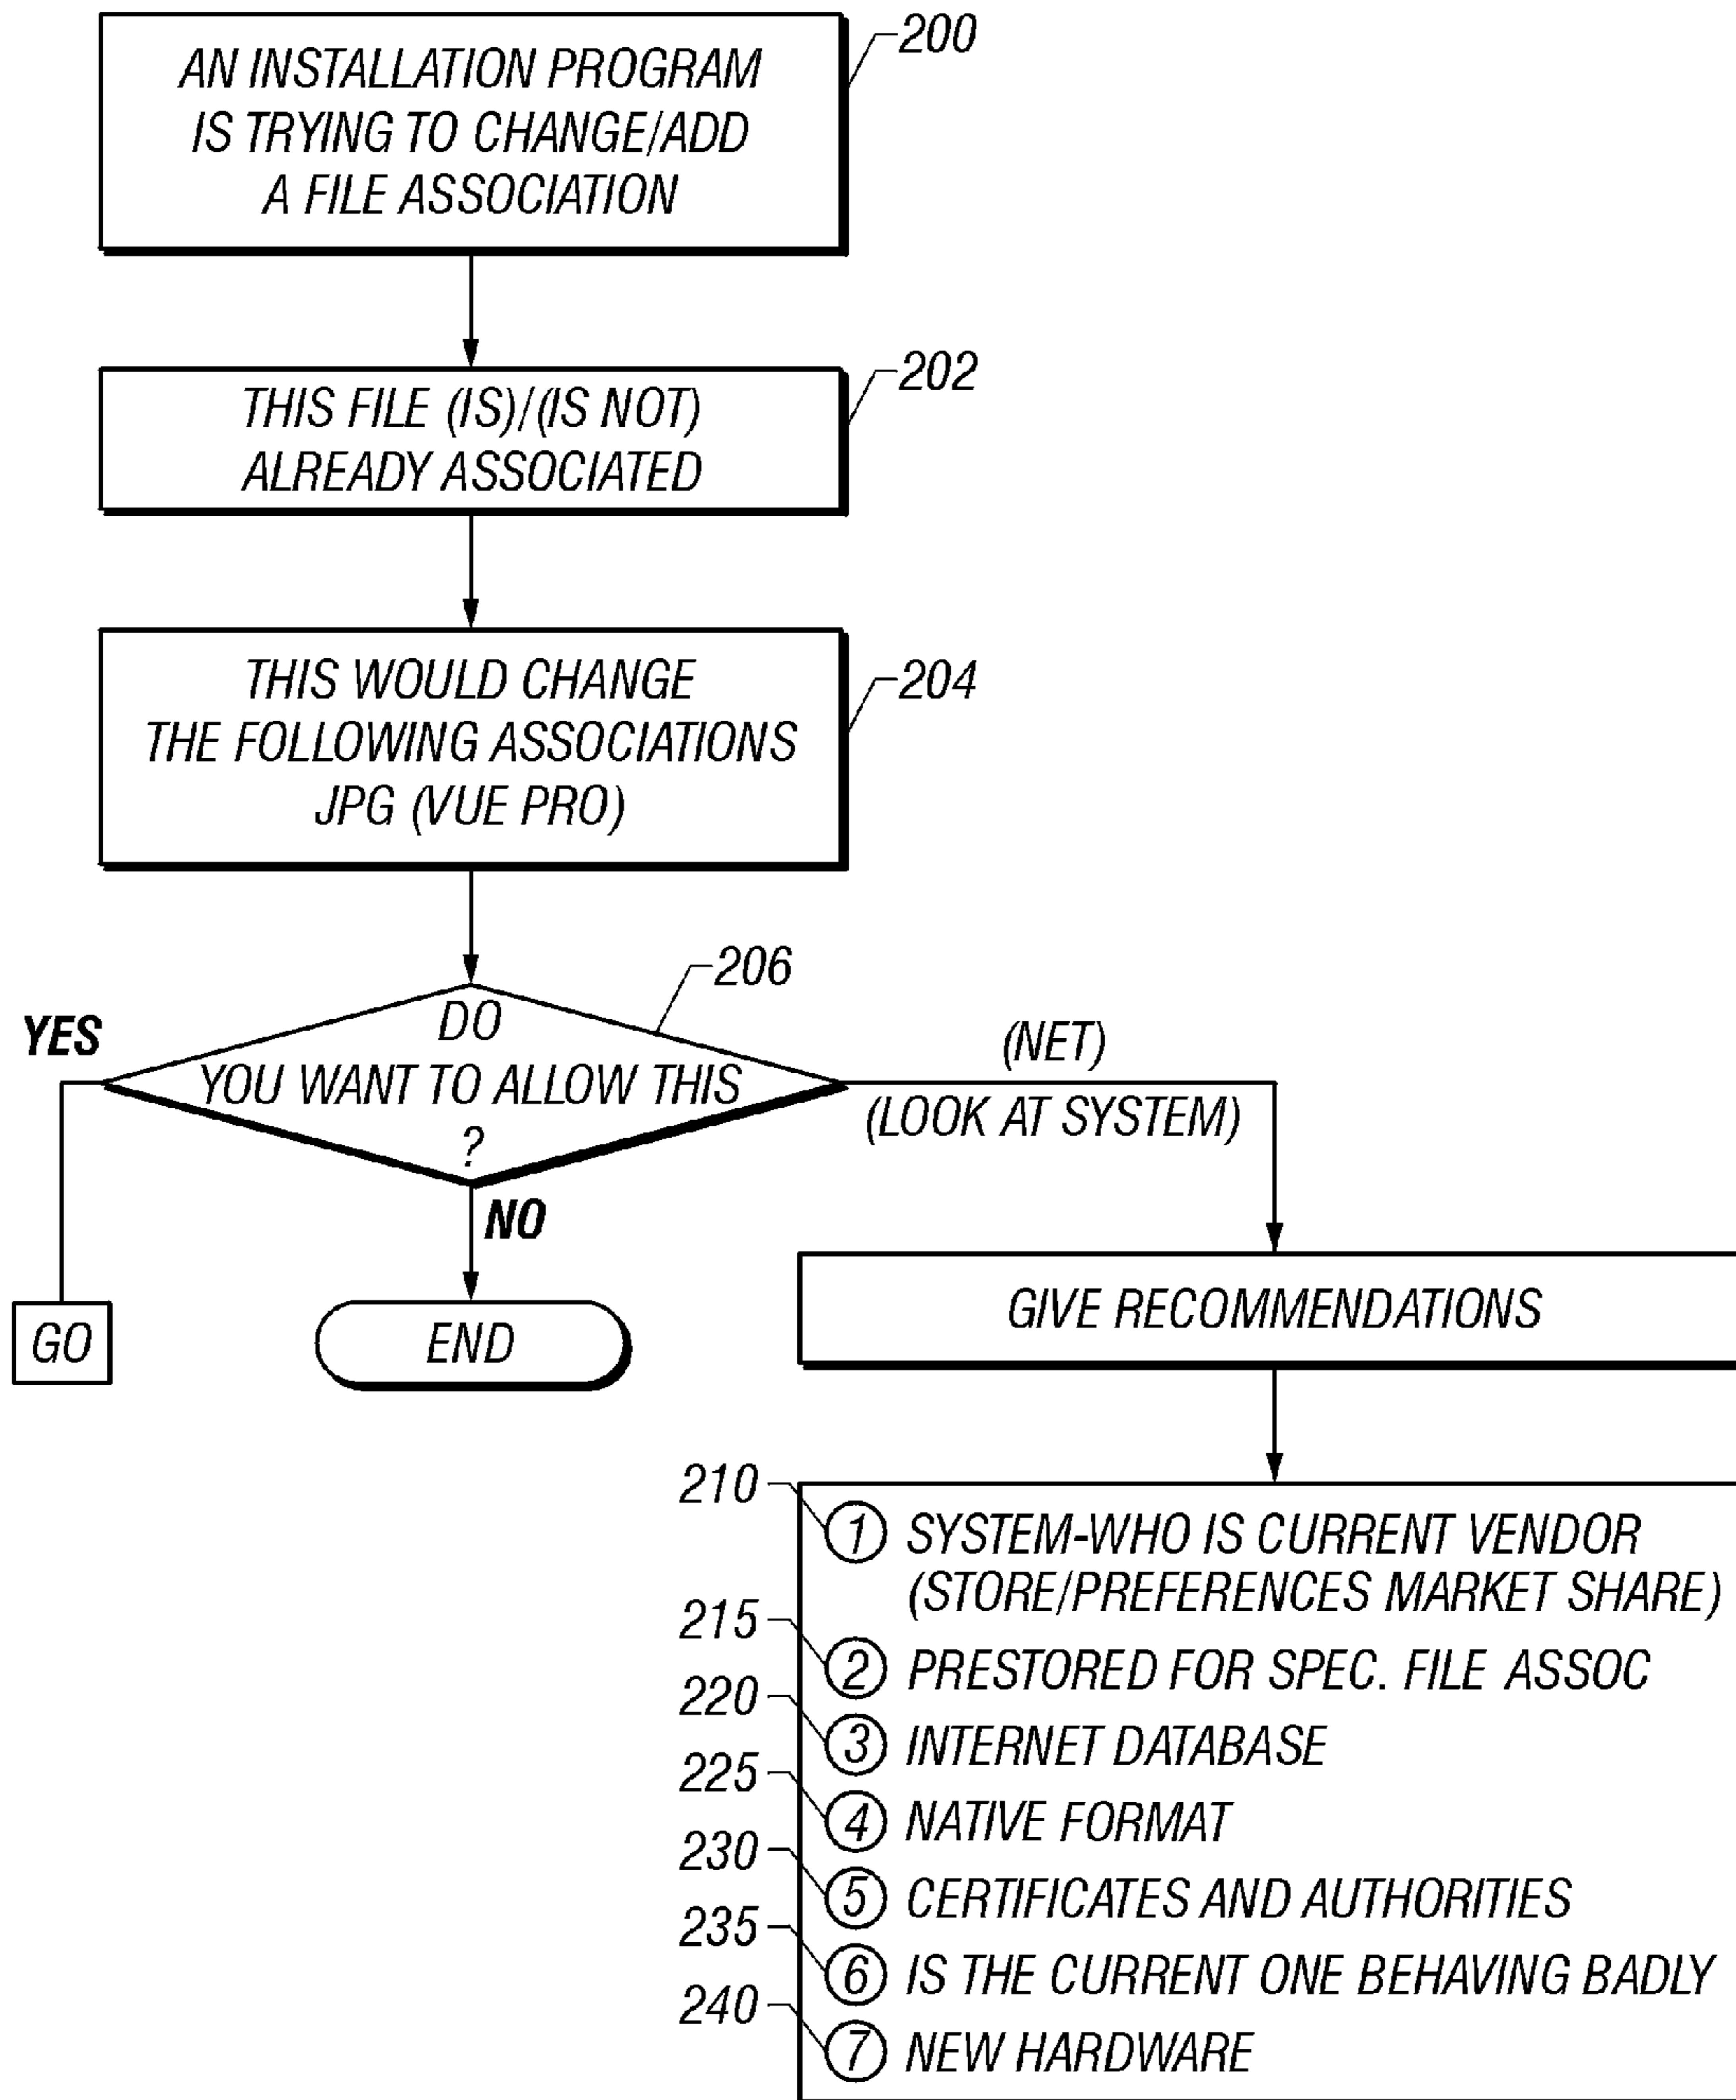 AN INSTALLATION PROGRAM
IS TRYING TO CHANGE/ADD
A FILE ASSOCIATION
200
THIS FILE (IS)/(IS NOT)
ALREADY ASSOCIATED
202
THIS WOULD CHANGE
THE FOLLOWING ASSOCIATIONS
JPG (VUE PRO)
204
206
DO
YOU WANT TO ALLOW THIS
?
YES
NO
(NET)
(LOOK AT SYSTEM)
GO
END
GIVE RECOMMENDATIONS
210
1 SYSTEM-WHO IS CURRENT VENDOR
(STORE/PREFERENCES MARKET SHARE)
215
2 PRESTORED FOR SPEC. FILE ASSOC
220
3 INTERNET DATABASE
225
4 NATIVE FORMAT
230
5 CERTIFICATES AND AUTHORITIES
235
6 IS THE CURRENT ONE BEHAVING BADLY
240
7 NEW HARDWARE